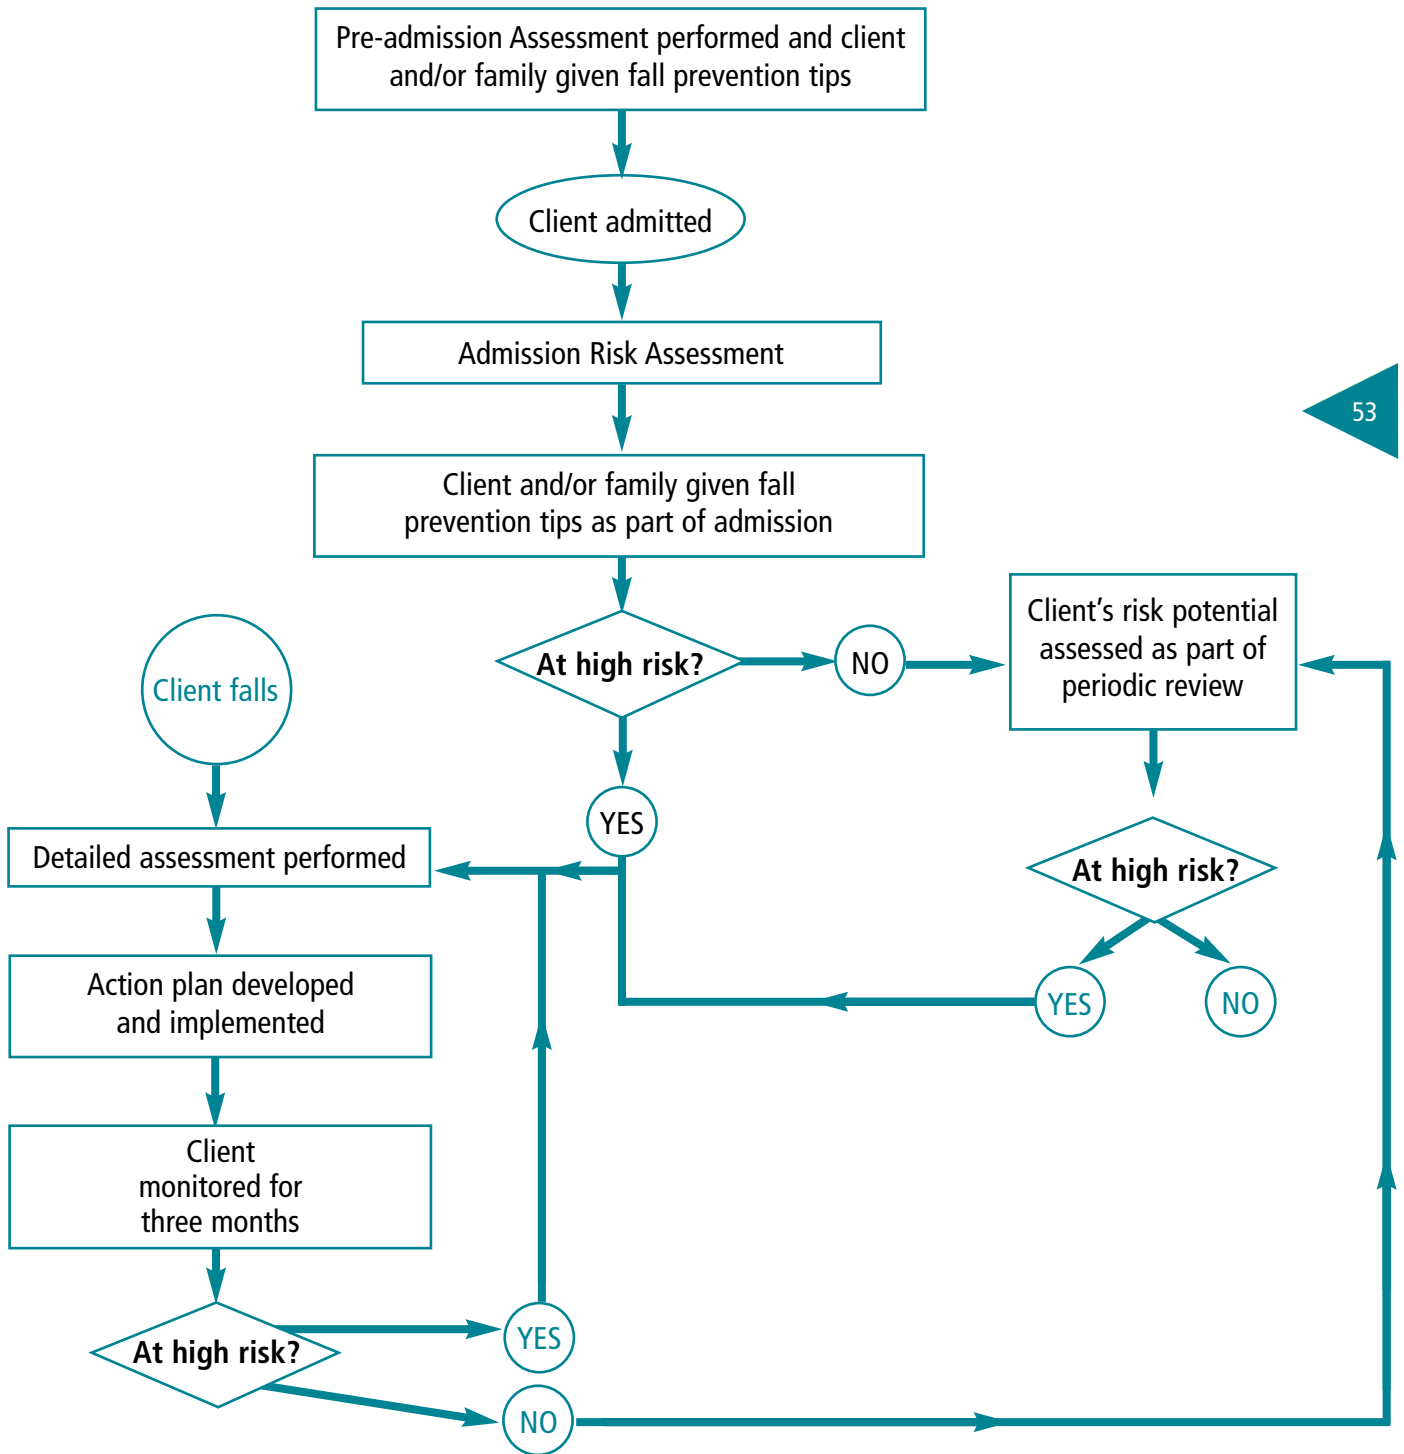 Pre-admission Assessment performed and client
and/or family given fall prevention tips
Client admitted
Admission Risk Assessment
53
Client and/or family given fall
prevention tips as part of admission
At high risk?
NO
Client's risk potential
assessed as part of
periodic review
Client falls
YES
Detailed assessment performed
At high risk?
YES
NO
Action plan developed
and implemented
Client
monitored for
three months
At high risk?
YES
NO